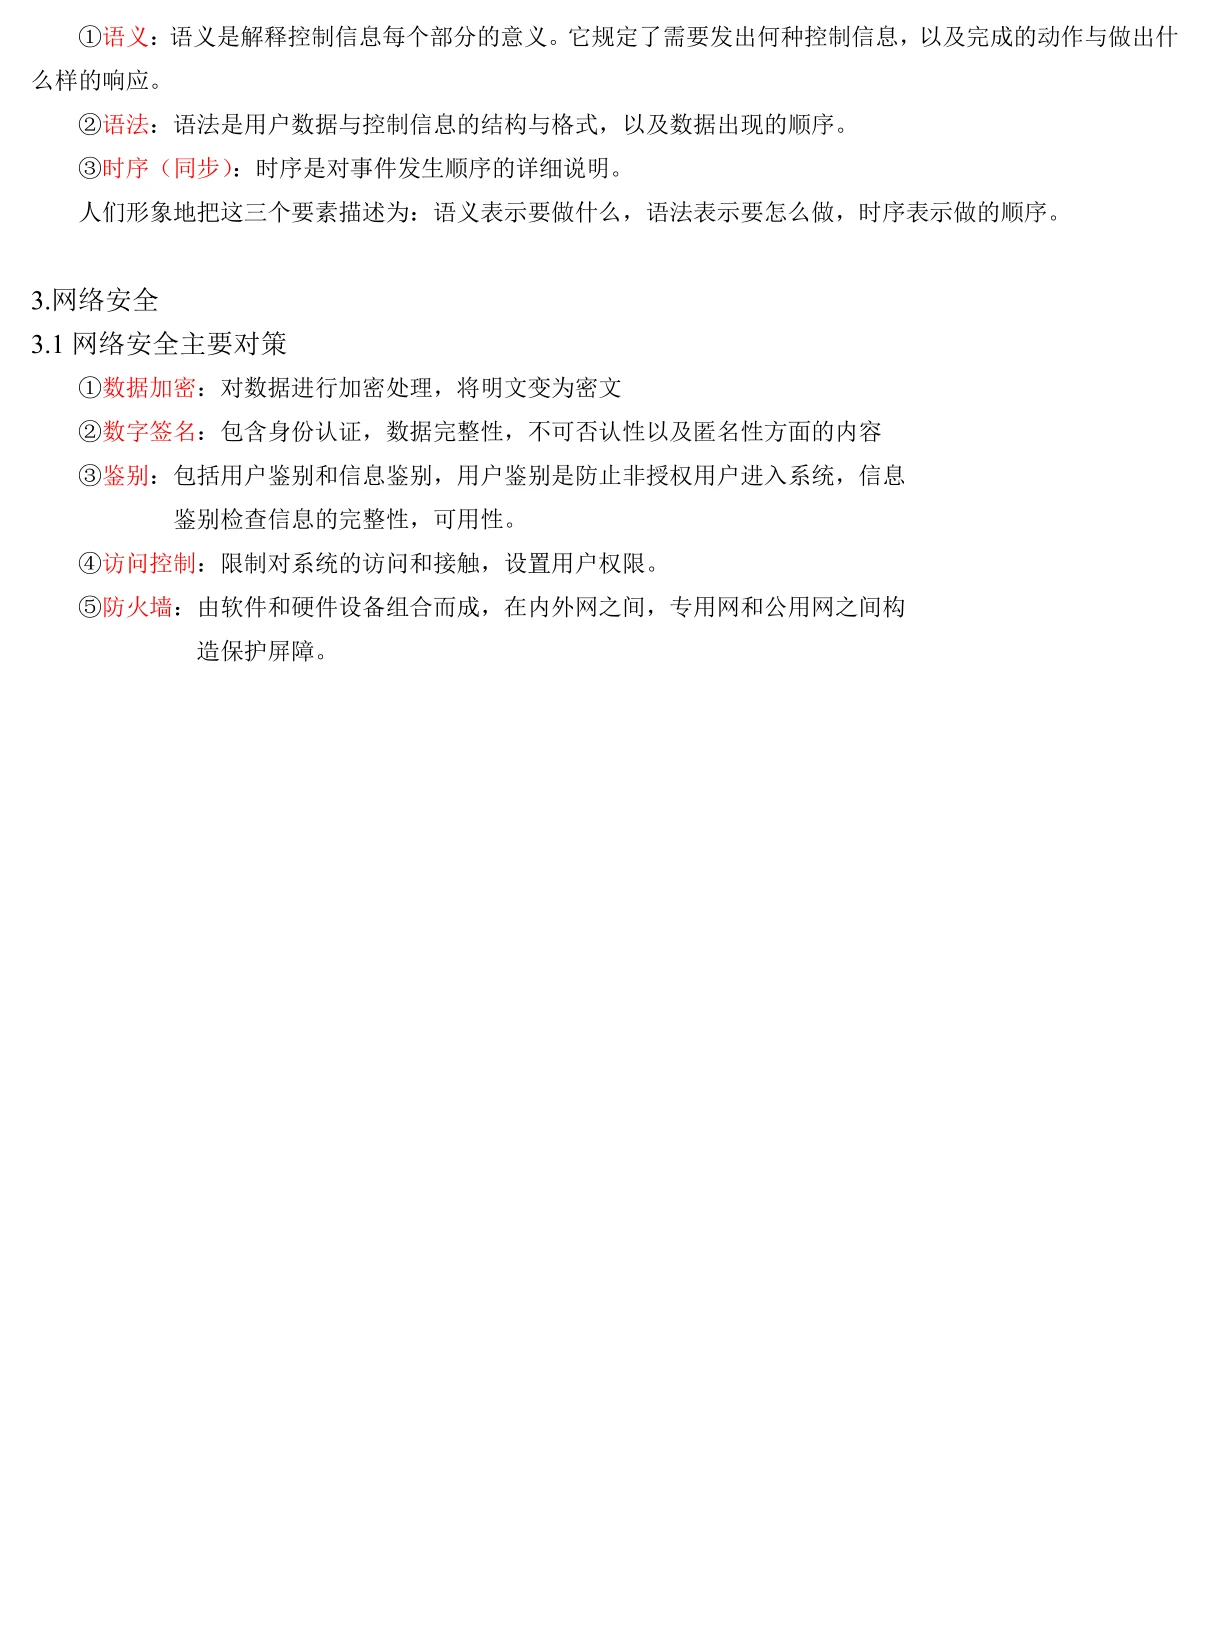 ①语义：语义是解释控制信息每个部分的意义。它规定了需要发出何种控制信息，以及完成的动作与做出什
么样的响应。
②语法：语法是用户数据与控制信息的结构与格式，以及数据出现的顺序。
③时序（同步）：时序是对事件发生顺序的详细说明。
人们形象地把这三个要素描述为：语义表示要做什么，语法表示要怎么做，时序表示做的顺序。
3.网络安全
3.1 网络安全主要对策
①数据加密：对数据进行加密处理，将明文变为密文
②数字签名：包含身份认证，数据完整性，不可否认性以及匿名性方面的内容
③鉴别：包括用户鉴别和信息鉴别，用户鉴别是防止非授权用户进入系统，信息
鉴别检查信息的完整性，可用性。
④访问控制：限制对系统的访问和接触，设置用户权限。
⑤防火墙：由软件和硬件设备组合而成，在内外网之间，专用网和公用网之间构
造保护屏障。